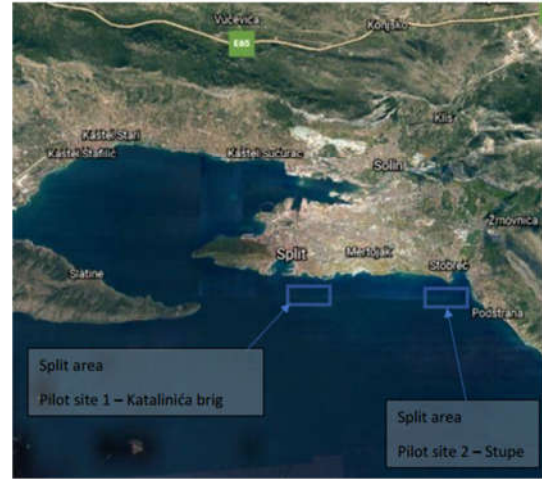 Vučevica
Konjsko
E65
Klis
Kaštel Stari
Kaštel Štafilić
Kaštel Sućurac
Solin
Žrnovnica
Split
Mertojak
Stobreč
Slatine
Podstrana
Split area
Pilot site 1 – Katalinića brig
Split area
Pilot site 2 – Stupe